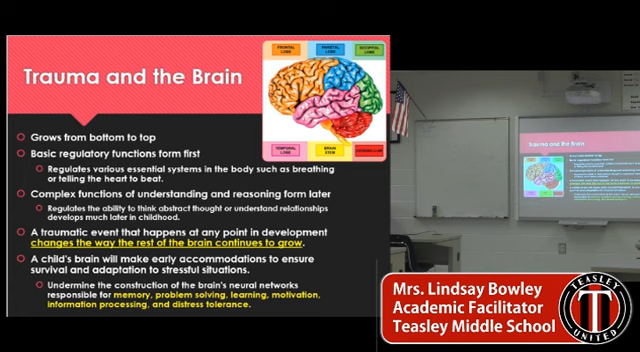 Trauma and the Brain
FRONTAL
LOBE
PARIETAL
LOBE
OCCIPITAL
LOBE
TEMPORAL
LOBE
BRAIN
STEM
CEREBELLUM
Grows from bottom to top
Basic regulatory functions form first
Regulates various essential systems in the body such as breathing
or telling the heart to beat.
Complex functions of understanding and reasoning form later
Regulates the ability to think abstract thought or understand relationships
develops much later in childhood.
A traumatic event that happens at any point in development
changes the way the rest of the brain continues to grow.
A child's brain will make early accommodations to ensure
survival and adaptation to stressful situations.
Undermine the construction of the brain's neural networks
responsible for memory, problem solving, learning, motivation,
information processing, and distress tolerance.
Trauma and the Brain
Mrs. Lindsay Bowley
Academic Facilitator
Teasley Middle School
TEASLEY
T
UNITED